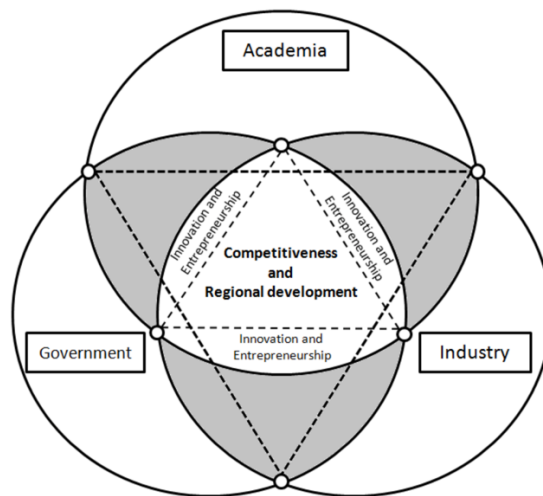 Academia
Innovation and
Entrepreneurship
Innovation and
Entrepreneurship
Competitiveness
and
Regional development
Innovation and
Entrepreneurship
Government
Industry